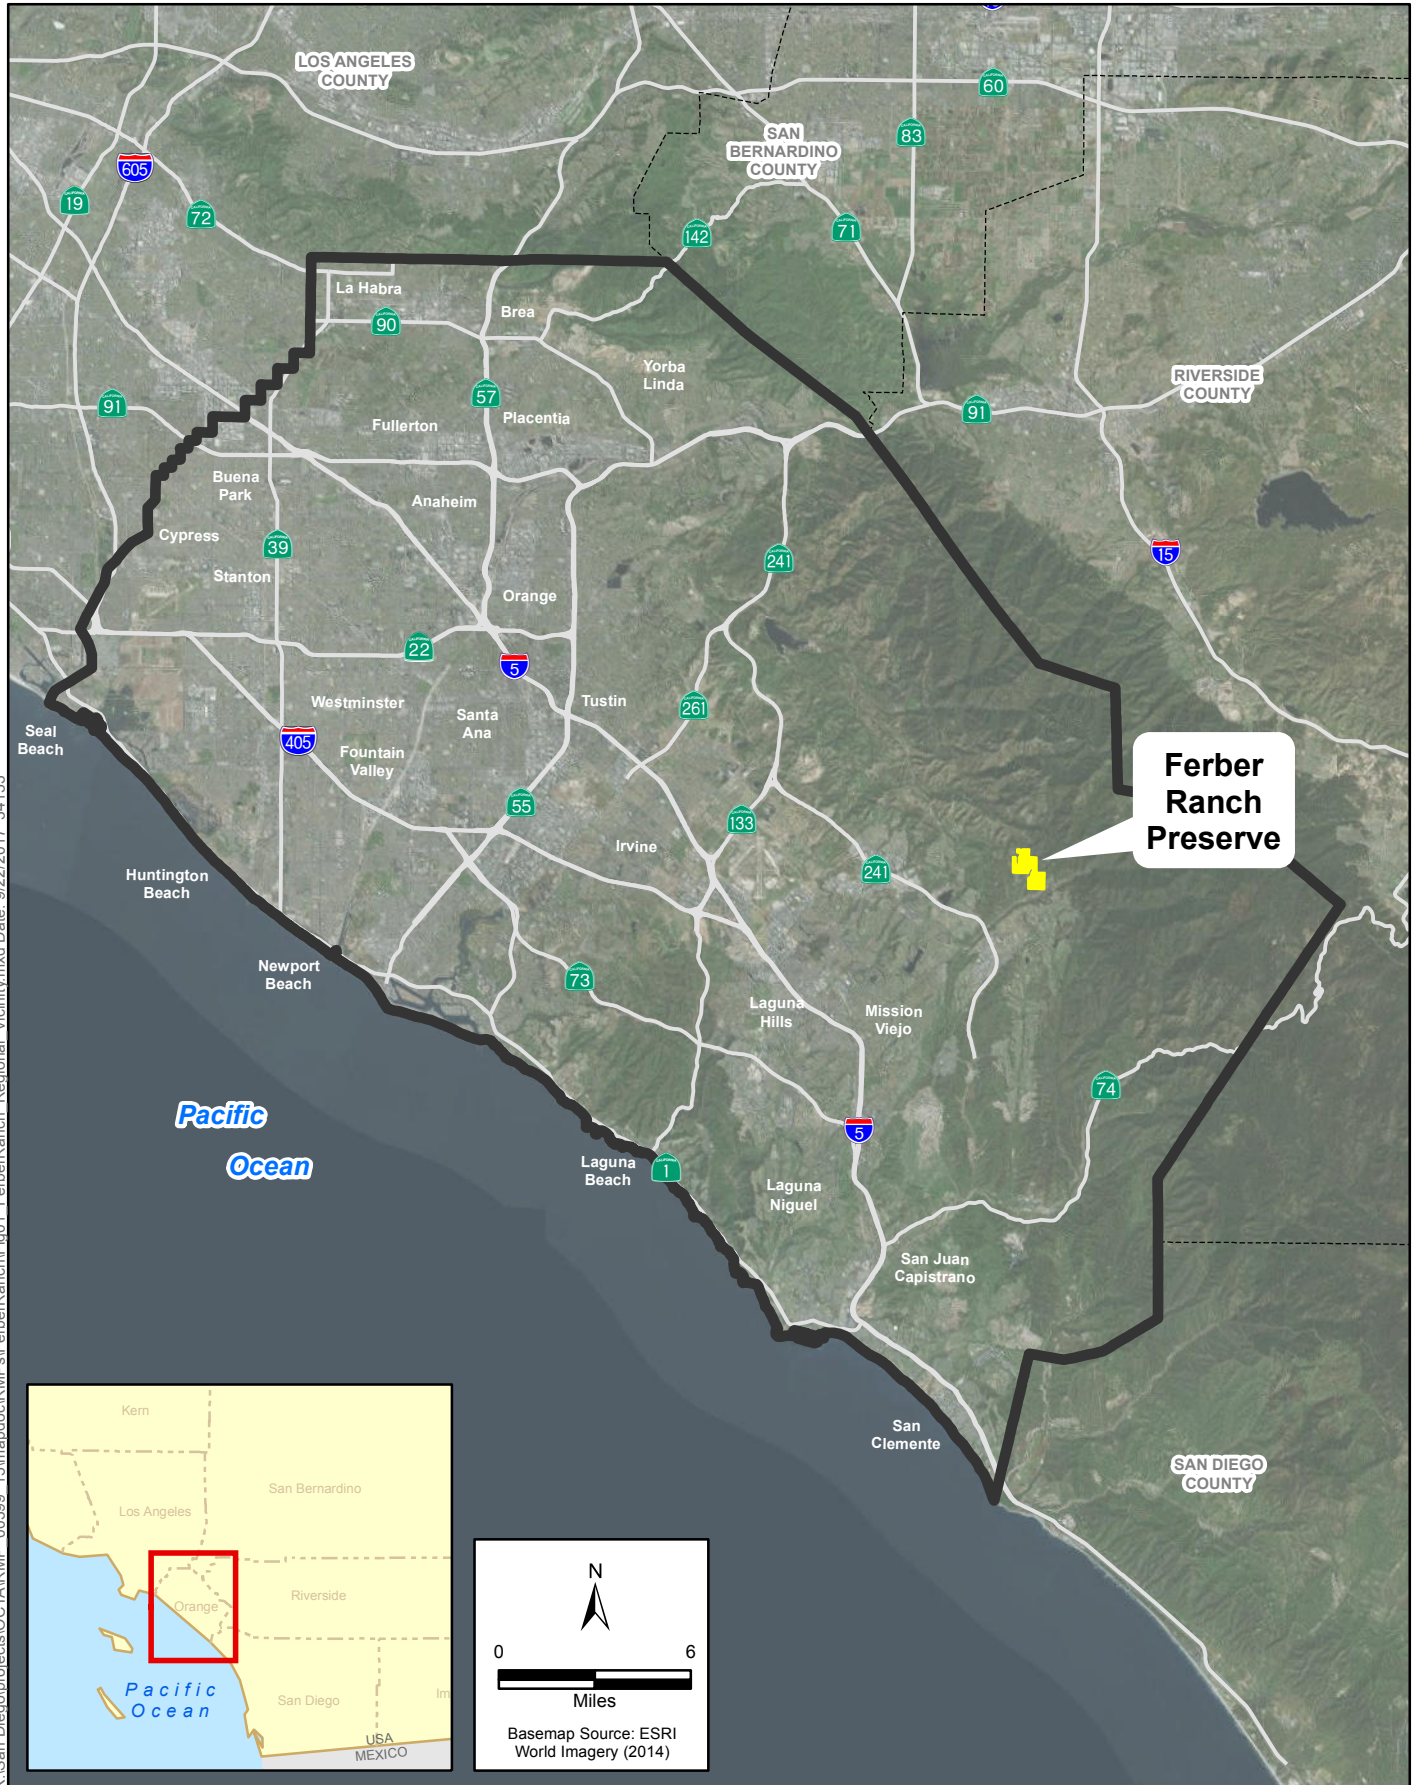 LOS ANGELES
COUNTY
60
SAN
BERNARDINO
COUNTY
83
605
19
72
142
71
La Habra
Brea
90
Yorba
Linda
RIVERSIDE
COUNTY
57
91
91
Fullerton
Placentia
Buena
Park
Anaheim
Cypress
39
241
15
Stanton
Orange
22
5
Westminster
Santa
Ana
Tustin
261
Seal
Beach
405
Fountain
Valley
Ferber
Ranch
Preserve
55
133
Irvine
241
Huntington
Beach
Newport
Beach
73
Laguna
Hills
Mission
Viejo
74
Pacific
Ocean
5
Laguna
Beach
1
Laguna
Niguel
San Juan
Capistrano
San
Clemente
SAN DIEGO
COUNTY
Kern
San Bernardino
Los Angeles
Riverside
Orange
Pacific
Ocean
San Diego
Im
USA
MEXICO
N
0 6
Miles
Basemap Source: ESRI
World Imagery (2014)